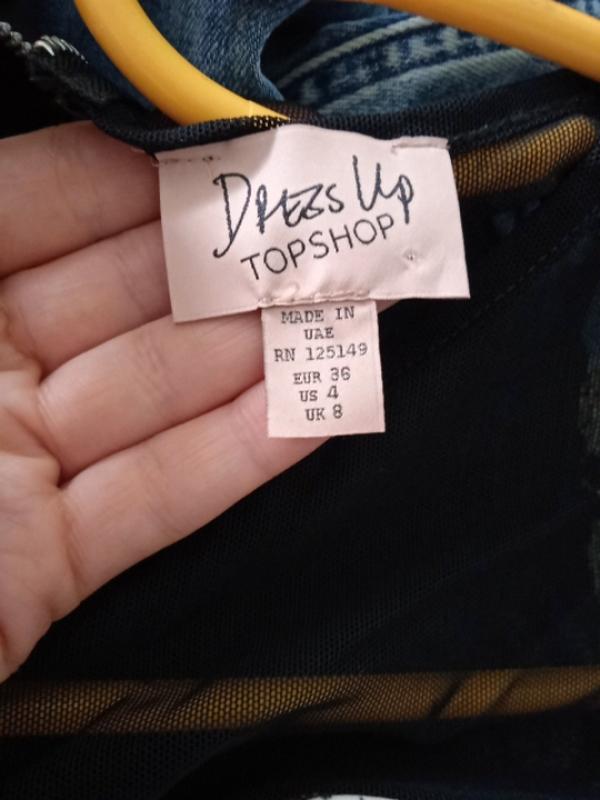 Dress Up
TOPSHOP
MADE IN
UAE
RN 125149
EUR 36
US 4
UK 8